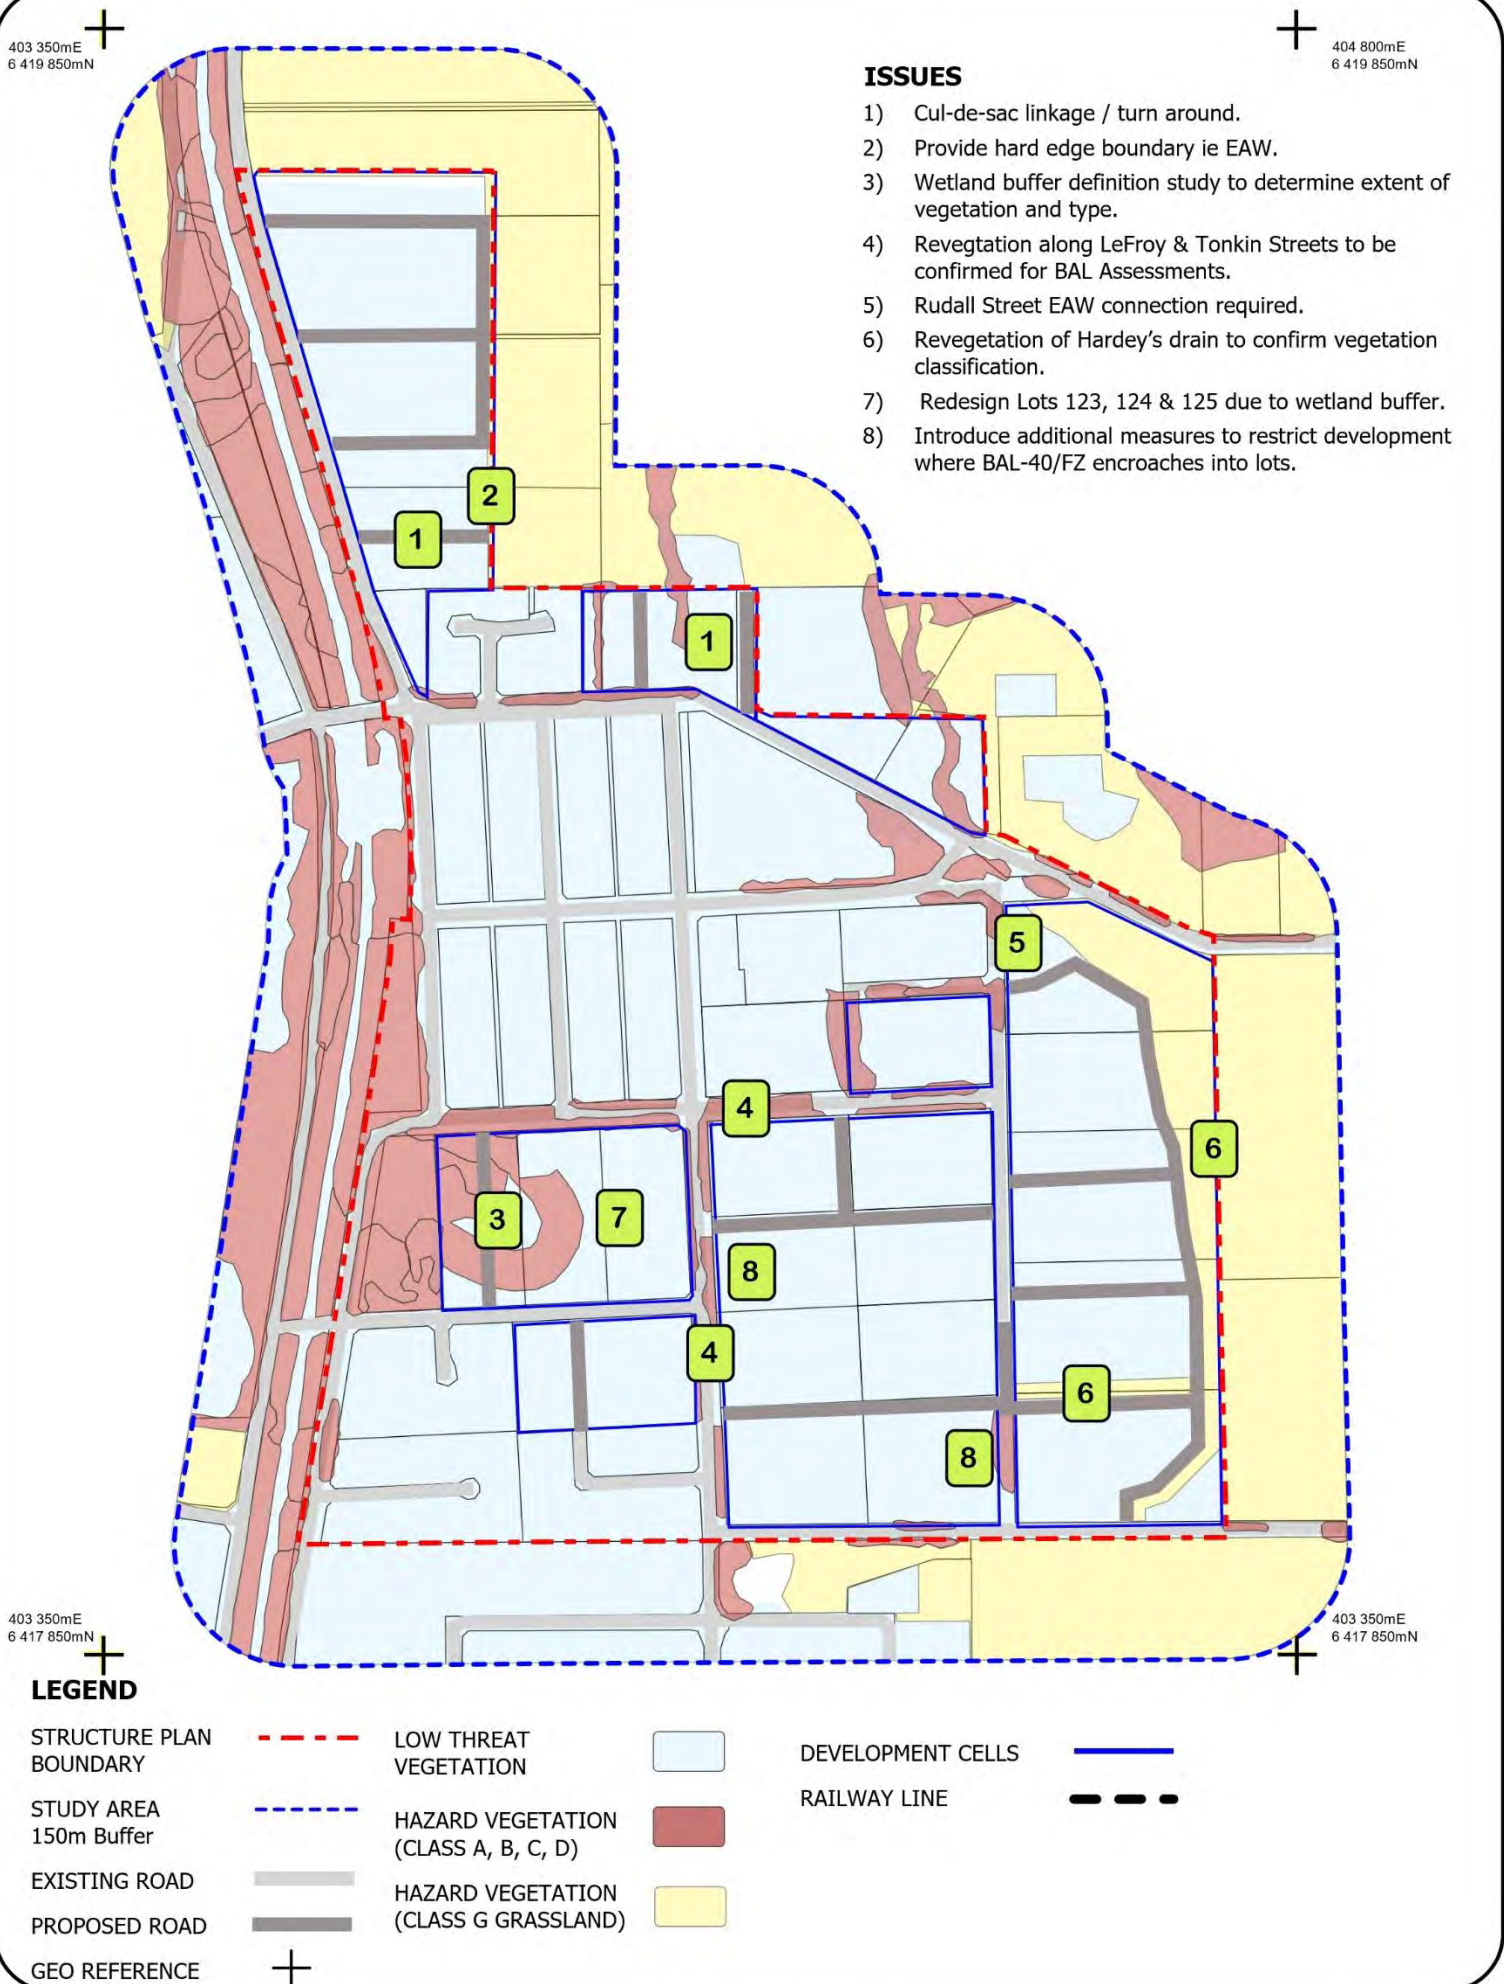 403 350mE
6 419 850mN
404 800mE
6 419 850mN
ISSUES
1) Cul-de-sac linkage / turn around.
2) Provide hard edge boundary ie EAW.
3) Wetland buffer definition study to determine extent of
vegetation and type.
4) Revegtation along LeFroy & Tonkin Streets to be
confirmed for BAL Assessments.
5) Rudall Street EAW connection required.
6) Revegetation of Hardey's drain to confirm vegetation
classification.
7) Redesign Lots 123, 124 & 125 due to wetland buffer.
8) Introduce additional measures to restrict development
where BAL-40/FZ encroaches into lots.
2
1
1
5
4
6
3
7
8
4
6
8
403 350mE
6 417 850mN
403 350mE
6 417 850mN
LEGEND
STRUCTURE PLAN
BOUNDARY
STUDY AREA
150m Buffer
EXISTING ROAD
PROPOSED ROAD
GEO REFERENCE
LOW THREAT
VEGETATION
HAZARD VEGETATION
(CLASS A, B, C, D)
HAZARD VEGETATION
(CLASS G GRASSLAND)
DEVELOPMENT CELLS
RAILWAY LINE